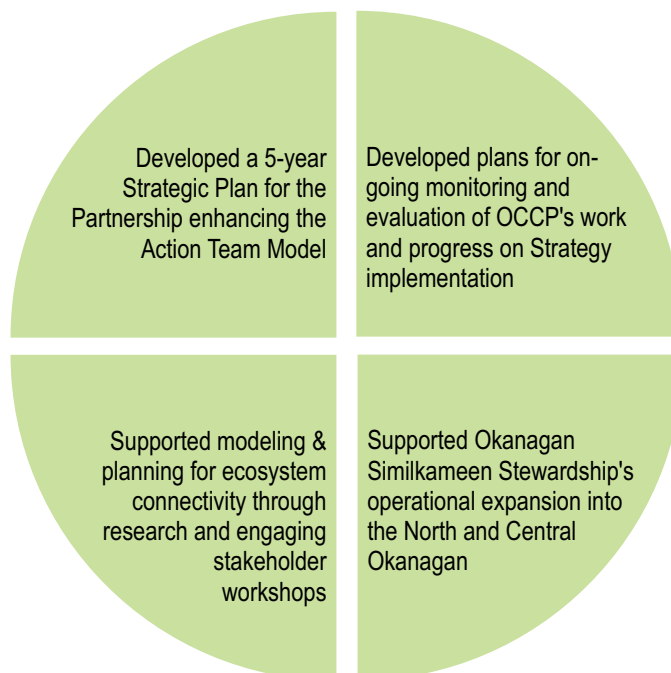 Developed a 5-year
Strategic Plan for the
Partnership enhancing the
Action Team Model
Developed plans for on-
going monitoring and
evaluation of OCCP's work
and progress on Strategy
implementation
Supported modeling &
planning for ecosystem
connectivity through
research and engaging
stakeholder
workshops
Supported Okanagan
Similkameen Stewardship's
operational expansion into
the North and Central
Okanagan